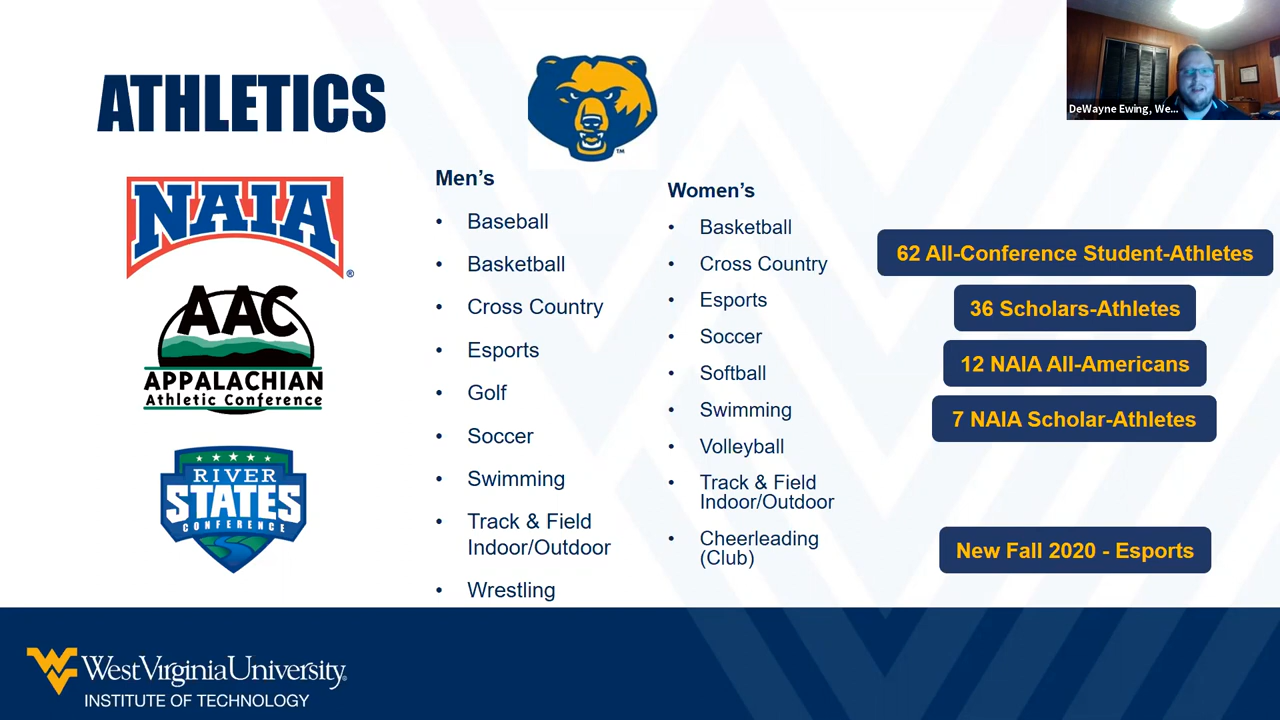 ATHLETICS
NAIA
®
AAC
APPALACHIAN
Athletic Conference
RIVER
STATES
CONFERENCE
TM
Men's
• Baseball
• Basketball
• Cross Country
• Esports
• Golf
• Soccer
• Swimming
• Track & Field
Indoor/Outdoor
• Wrestling
Women's
• Basketball
• Cross Country
• Esports
• Soccer
• Softball
• Swimming
• Volleyball
• Track & Field
Indoor/Outdoor
• Cheerleading
(Club)
62 All-Conference Student-Athletes
36 Scholars-Athletes
12 NAIA All-Americans
7 NAIA Scholar-Athletes
New Fall 2020 - Esports
DeWayne Ewing, We...
WestVirginiaUniversity®
INSTITUTE OF TECHNOLOGY